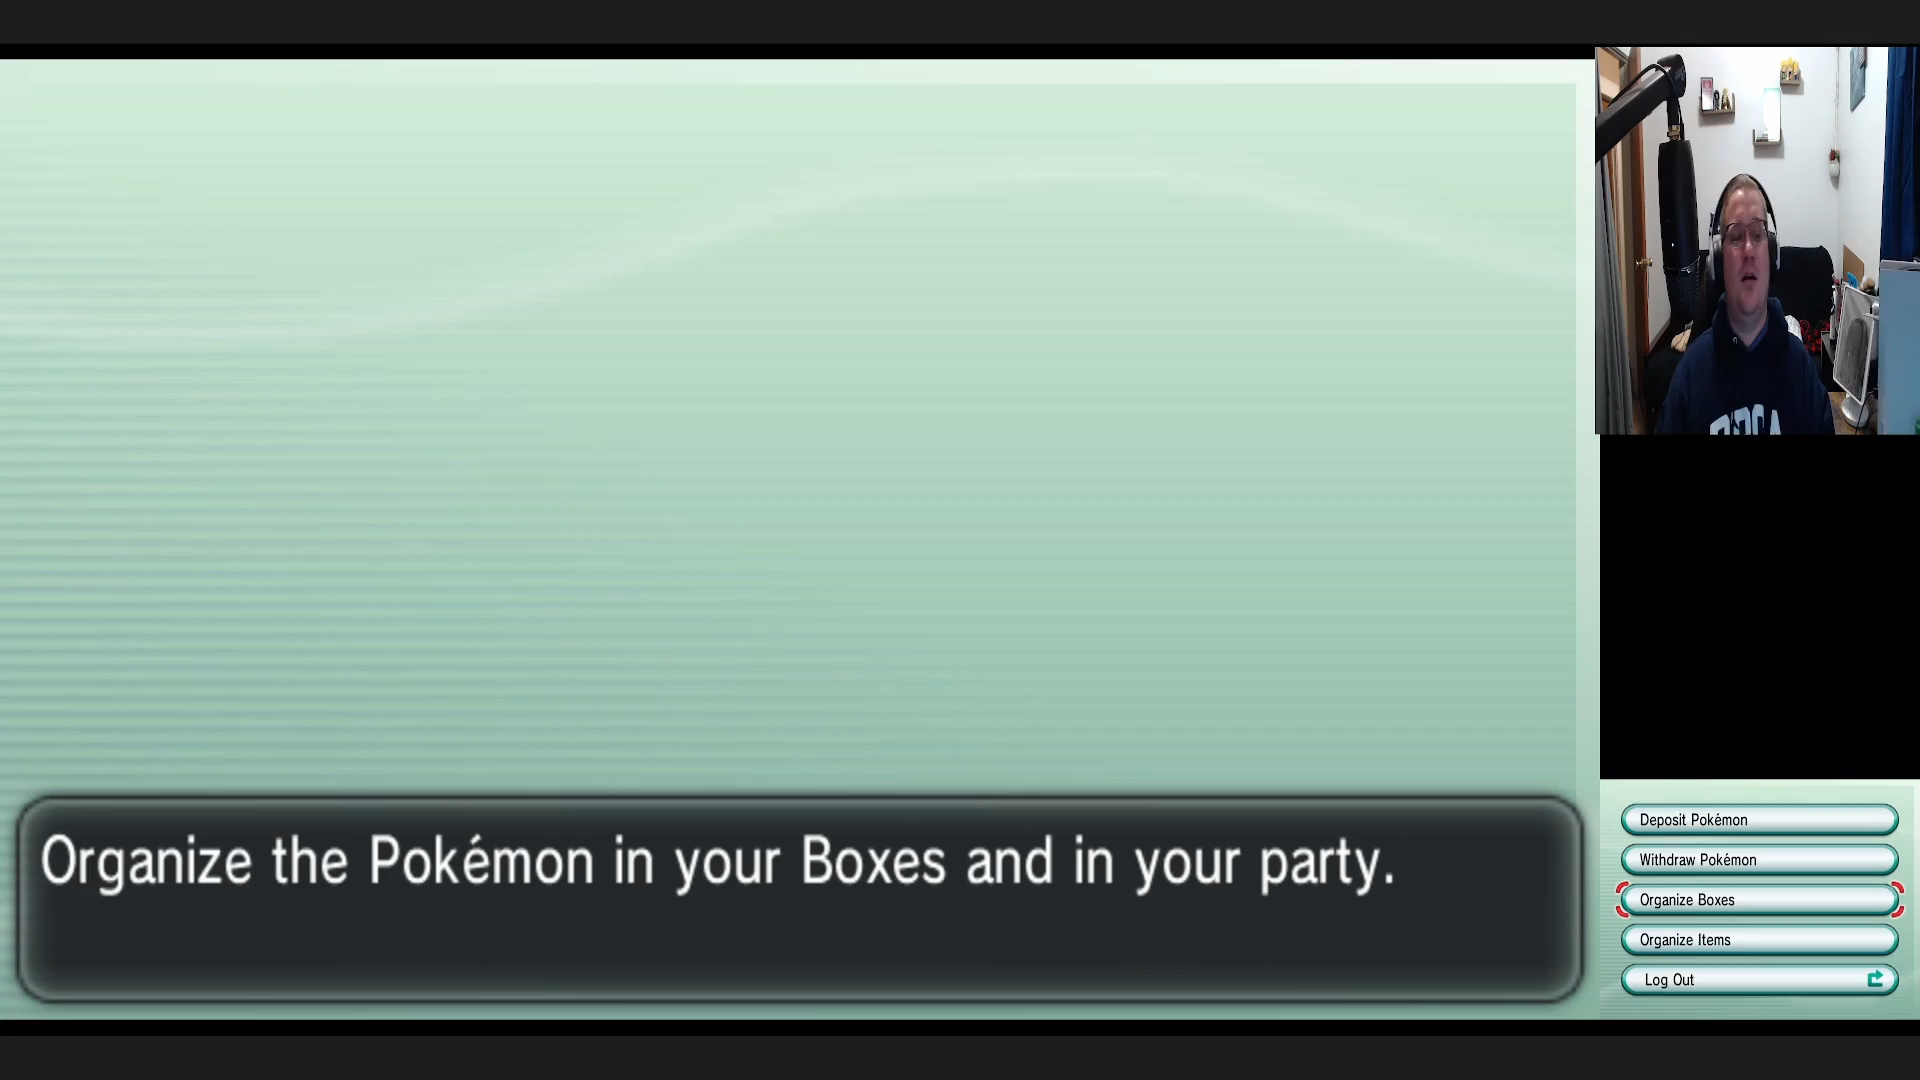 Organize the Pokémon in your Boxes and in your party.
Deposit Pokémon
Withdraw Pokémon
Organize Boxes
Organize Items
Log Out